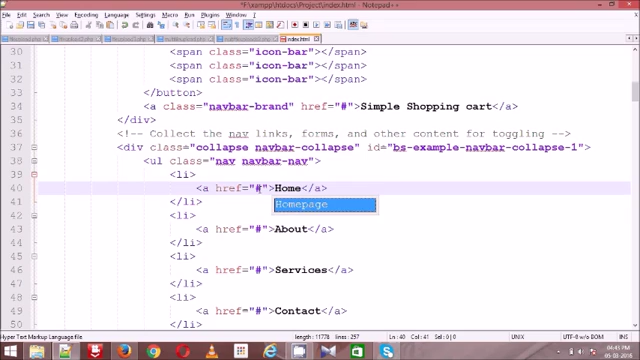 *F:\xampp\htdocs\Project\index.html - Notepad++
File Edit Search View Encoding Language Settings Macro Run Plugins Window ?
index.html
30 <span class="icon-bar"></span>
31 <span class="icon-bar"></span>
32 <span class="icon-bar"></span>
33 </button>
34 <a class="navbar-brand" href="#">Simple Shopping cart</a>
35 </div>
36 <!-- Collect the nav links, forms, and other content for toggling -->
37 <div class="collapse navbar-collapse" id="bs-example-navbar-collapse-1">
38 <ul class="nav navbar-nav">
39 <li>
40 <a href="#">Home</a>
Homepage
41 </li>
42 <li>
43 <a href="#">About</a>
44 </li>
45 <li>
46 <a href="#">Services</a>
47 </li>
48 <li>
49 <a href="#">Contact</a>
50 </li>
Hyper Text Markup Language file length : 11778 lines : 257 Ln : 40 Col : 41 Sel : 0 | 0 UNIX UTF-8 w/o BOM INS
04:43 PM